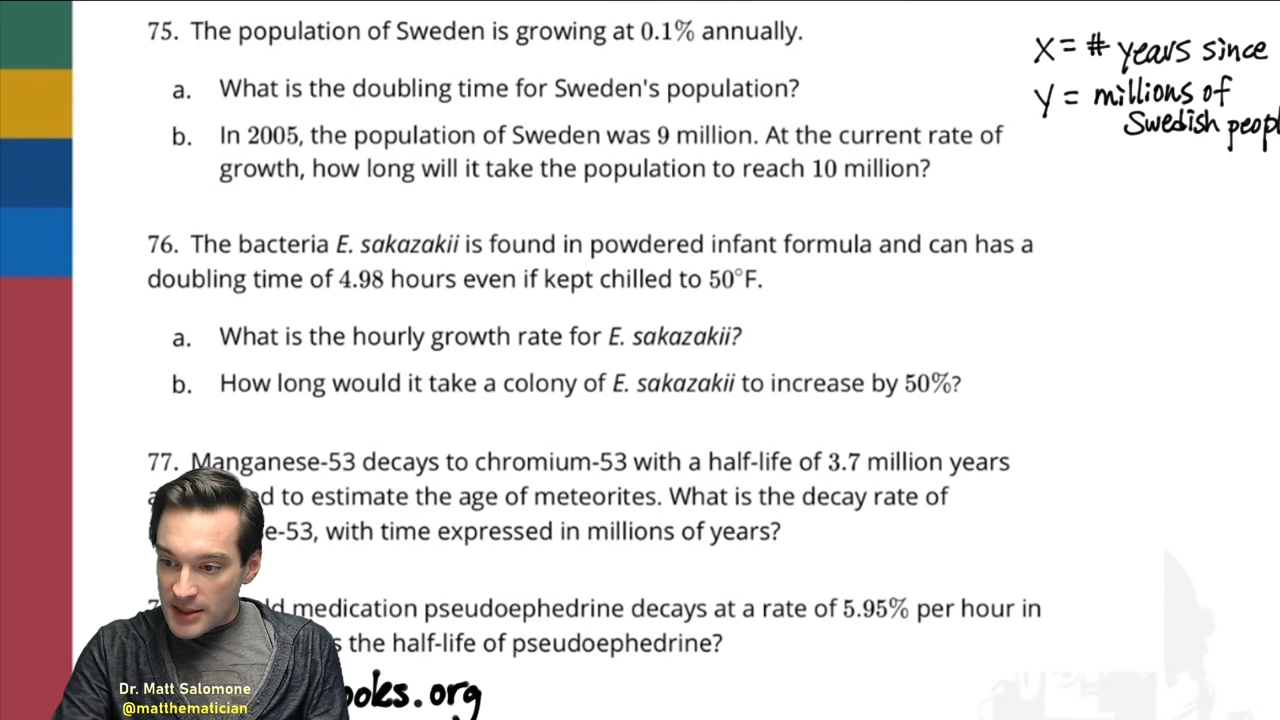 75. The population of Sweden is growing at 0.1% annually.
a. What is the doubling time for Sweden's population?
b. In 2005, the population of Sweden was 9 million. At the current rate of
growth, how long will it take the population to reach 10 million?
X = # years since
Y = millions of
Swedish peopl
76. The bacteria E. sakazakii is found in powdered infant formula and can has a
doubling time of 4.98 hours even if kept chilled to 50°F.
a. What is the hourly growth rate for E. sakazakii?
b. How long would it take a colony of E. sakazakii to increase by 50%?
77. Manganese-53 decays to chromium-53 with a half-life of 3.7 million years
d to estimate the age of meteorites. What is the decay rate of
e-53, with time expressed in millions of years?
ld medication pseudoephedrine decays at a rate of 5.95% per hour in
s the half-life of pseudoephedrine?
ooks.org
Dr. Matt Salomone
@matthematician